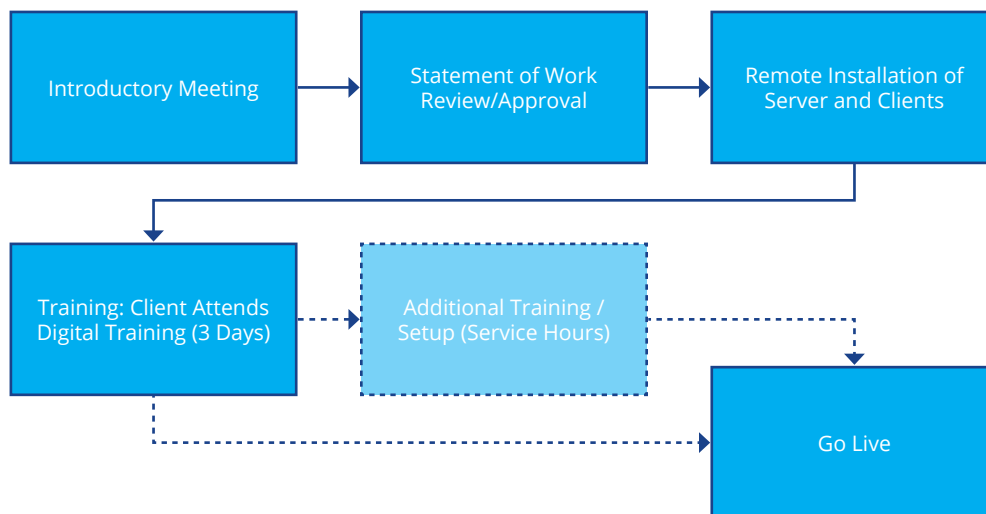 Introductory Meeting
Statement of Work
Review/Approval
Remote Installation of
Server and Clients
Training: Client Attends
Digital Training (3 Days)
Additional Training /
Setup (Service Hours)
Go Live